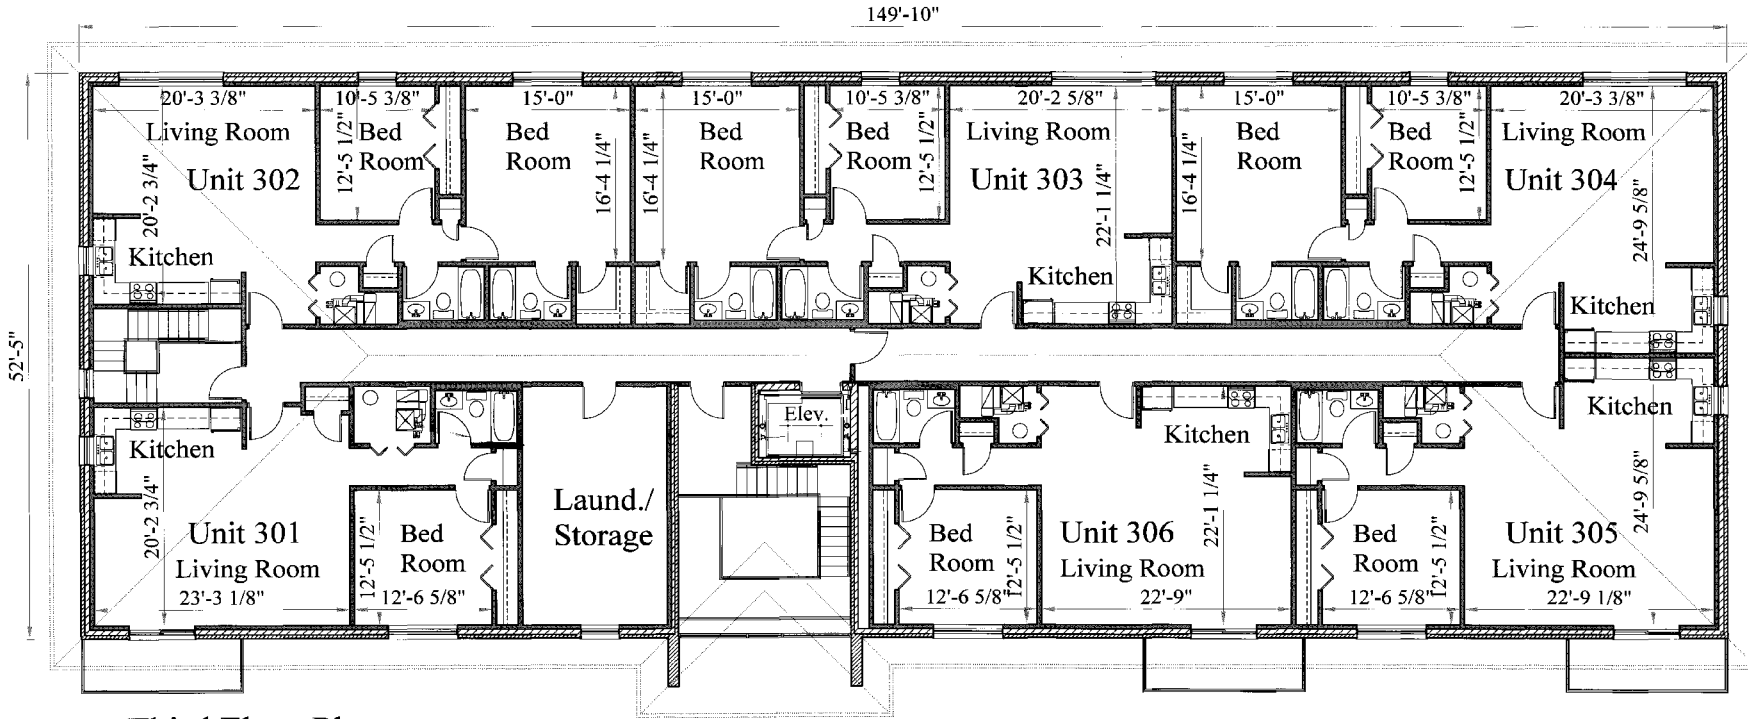 149'-10"
52'-5"
20'-3 3/8"
Living Room
Unit 302
20'-2 3/4"
Kitchen
10'-5 3/8"
Bed
Room
12'-5 1/2"
15'-0"
Bed
Room
16'-4 1/4"
15'-0"
Bed
Room
16'-4 1/4"
10'-5 3/8"
Bed
Room
12'-5 1/2"
20'-2 5/8"
Living Room
Unit 303
22'-1 1/4"
Kitchen
15'-0"
Bed
Room
16'-4 1/4"
10'-5 3/8"
Bed
Room
12'-5 1/2"
20'-3 3/8"
Living Room
Unit 304
24'-9 5/8"
Kitchen
Kitchen
20'-2 3/4"
Unit 301
Living Room
23'-3 1/8"
Bed
Room
12'-5 1/2"
12'-6 5/8"
Laund./
Storage
Elev.
Bed
Room
12'-5 1/2"
12'-6 5/8"
Kitchen
Unit 306
Living Room
22'-1 1/4"
22'-9"
Bed
Room
12'-5 1/2"
12'-6 5/8"
Kitchen
Unit 305
Living Room
24'-9 5/8"
22'-9 1/8"